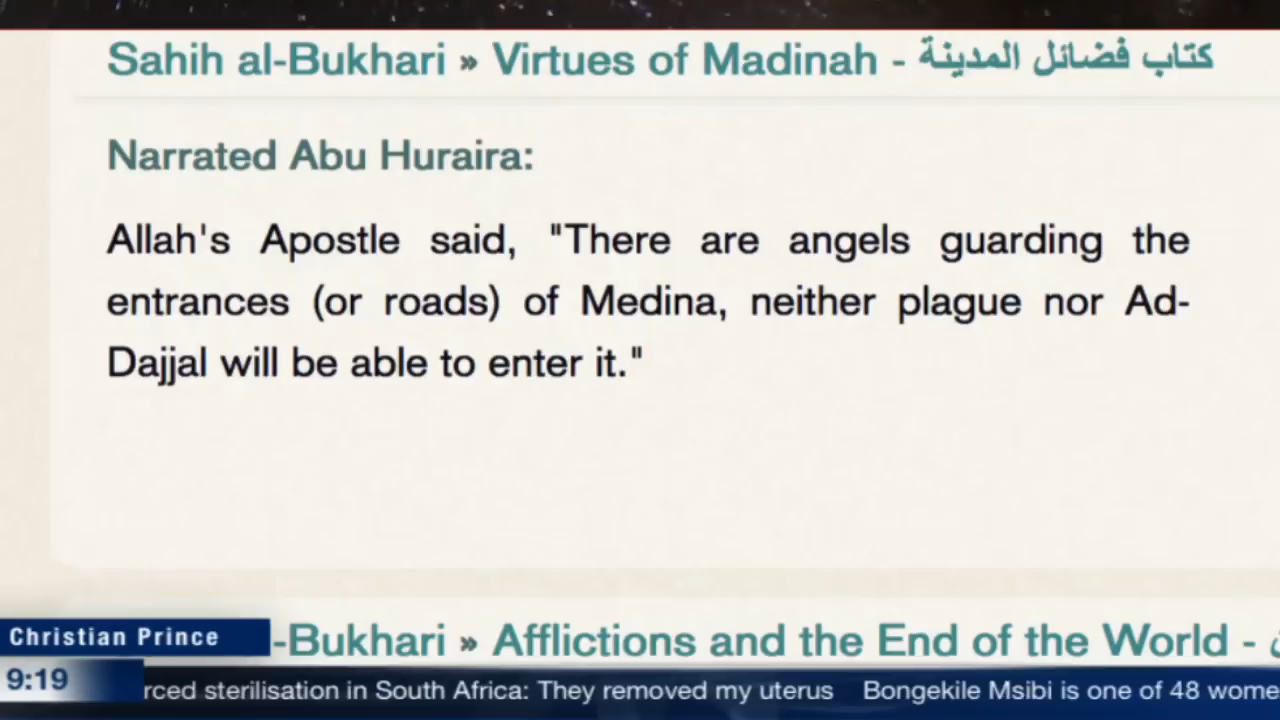 Sahih al-Bukhari » Virtues of Madinah - كتاب فضائل المدينة
Narrated Abu Huraira:
Allah's Apostle said, "There are angels guarding the
entrances (or roads) of Medina, neither plague nor Ad-
Dajjal will be able to enter it."
Christian Prince
-Bukhari » Afflictions and the End of the World -
9:19
rced sterilisation in South Africa: They removed my uterus Bongekile Msibi is one of 48 wome